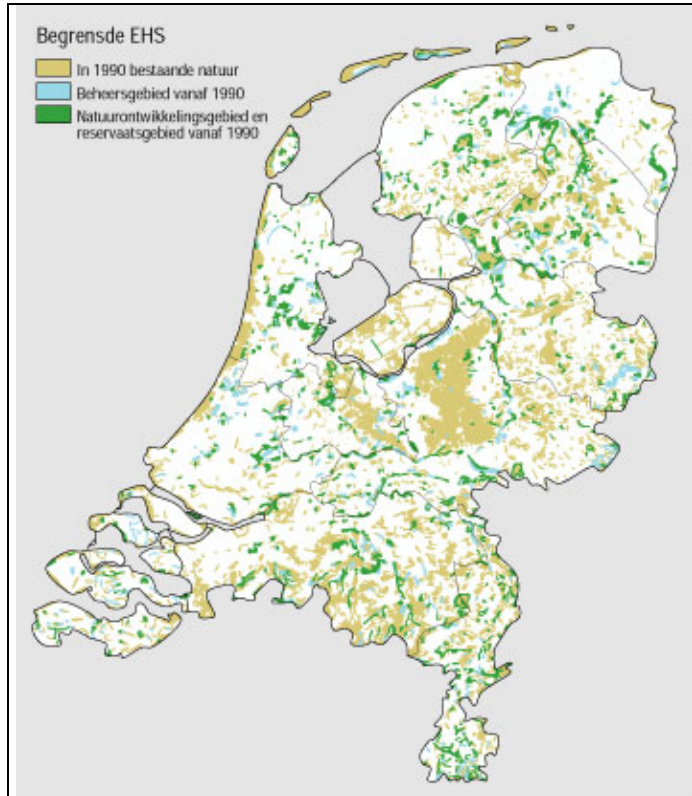 Begrensde EHS
In 1990 bestaande natuur
Beheersgebied vanaf 1990
Natuurontwikkelingsgebied en
reservaatsgebied vanaf 1990